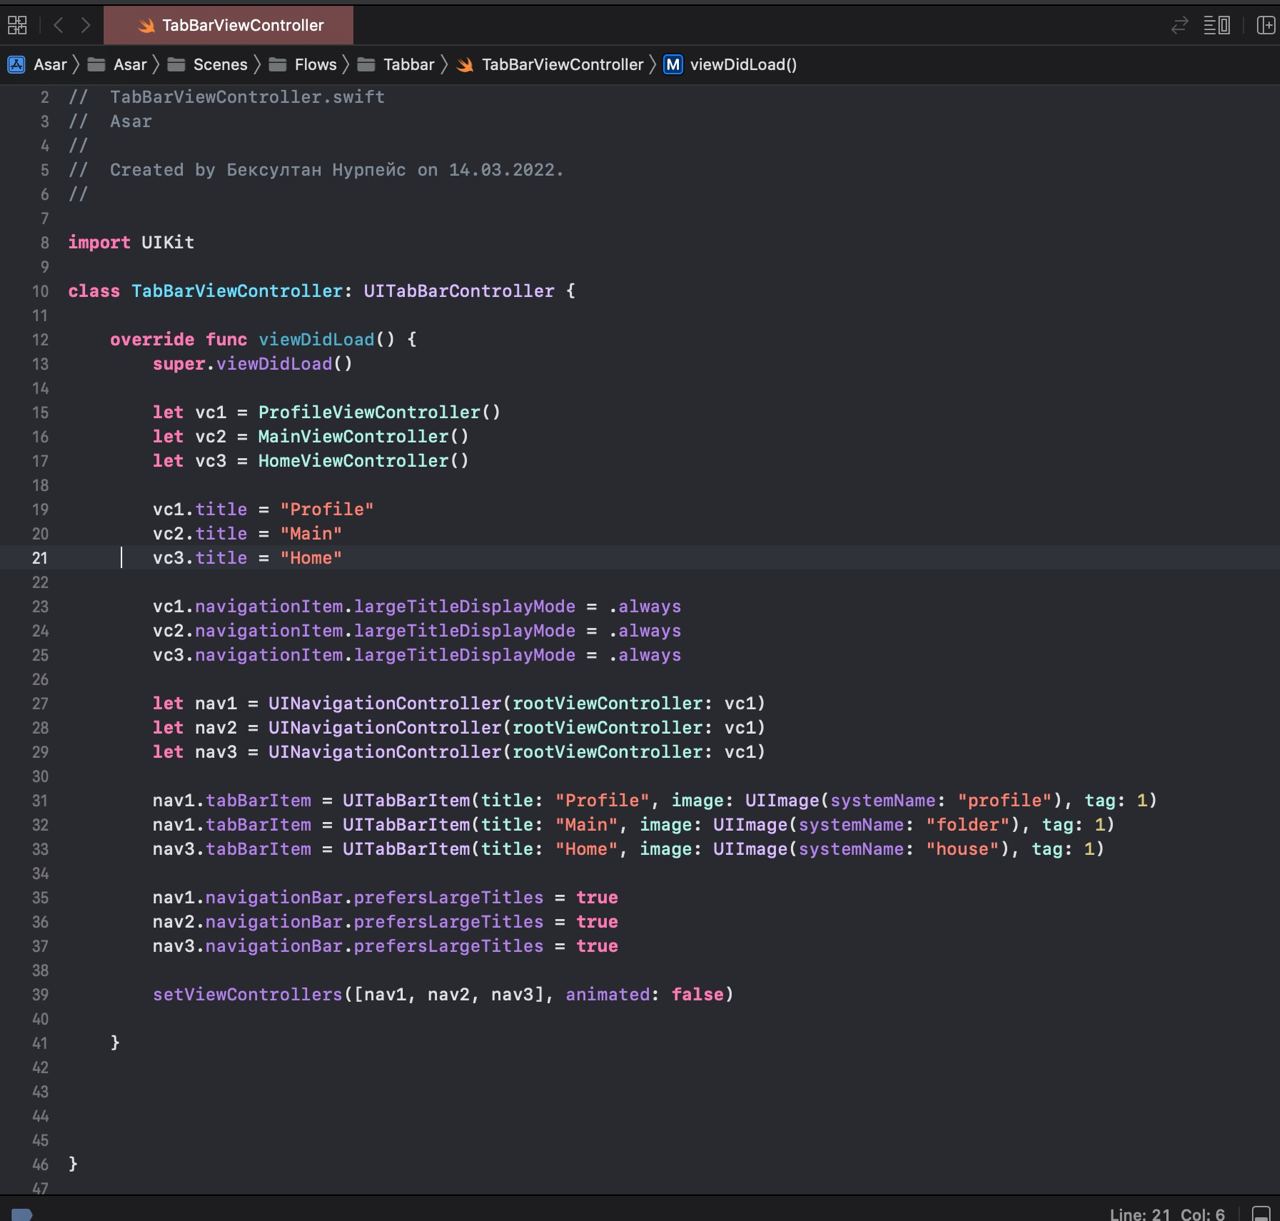 TabBarViewController
Asar Asar Scenes Flows Tabbar TabBarViewController M viewDidLoad()
2 //  TabBarViewController.swift
3 //  Asar
4 //
5 //  Created by Бексултан Нурпейс on 14.03.2022.
6 //
7
8 import UIKit
9
10 class TabBarViewController: UITabBarController {
11
12     override func viewDidLoad() {
13         super.viewDidLoad()
14
15         let vc1 = ProfileViewController()
16         let vc2 = MainViewController()
17         let vc3 = HomeViewController()
18
19         vc1.title = "Profile"
20         vc2.title = "Main"
21         vc3.title = "Home"
22
23         vc1.navigationItem.largeTitleDisplayMode = .always
24         vc2.navigationItem.largeTitleDisplayMode = .always
25         vc3.navigationItem.largeTitleDisplayMode = .always
26
27         let nav1 = UINavigationController(rootViewController: vc1)
28         let nav2 = UINavigationController(rootViewController: vc1)
29         let nav3 = UINavigationController(rootViewController: vc1)
30
31         nav1.tabBarItem = UITabBarItem(title: "Profile", image: UIImage(systemName: "profile"), tag: 1)
32         nav1.tabBarItem = UITabBarItem(title: "Main", image: UIImage(systemName: "folder"), tag: 1)
33         nav3.tabBarItem = UITabBarItem(title: "Home", image: UIImage(systemName: "house"), tag: 1)
34
35         nav1.navigationBar.prefersLargeTitles = true
36         nav2.navigationBar.prefersLargeTitles = true
37         nav3.navigationBar.prefersLargeTitles = true
38
39         setViewControllers([nav1, nav2, nav3], animated: false)
40
41     }
42
43
44
45
46 }
47
Line: 21  Col: 6